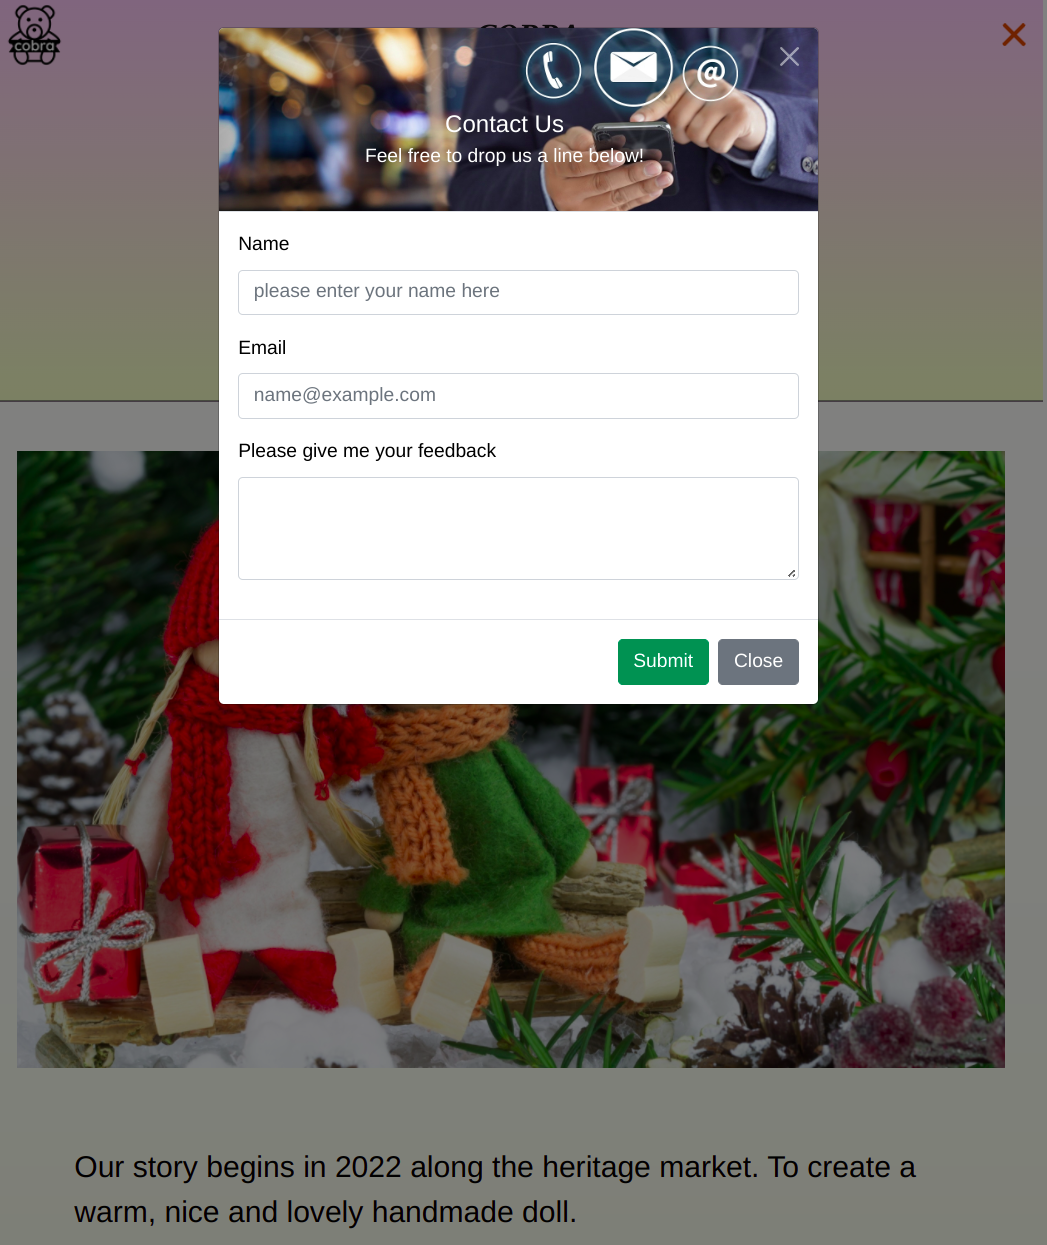 cobra
COBRA
@
Contact Us
Feel free to drop us a line below!
Name
please enter your name here
Email
name@example.com
Please give me your feedback
Submit
Close
Our story begins in 2022 along the heritage market. To create a
warm, nice and lovely handmade doll.